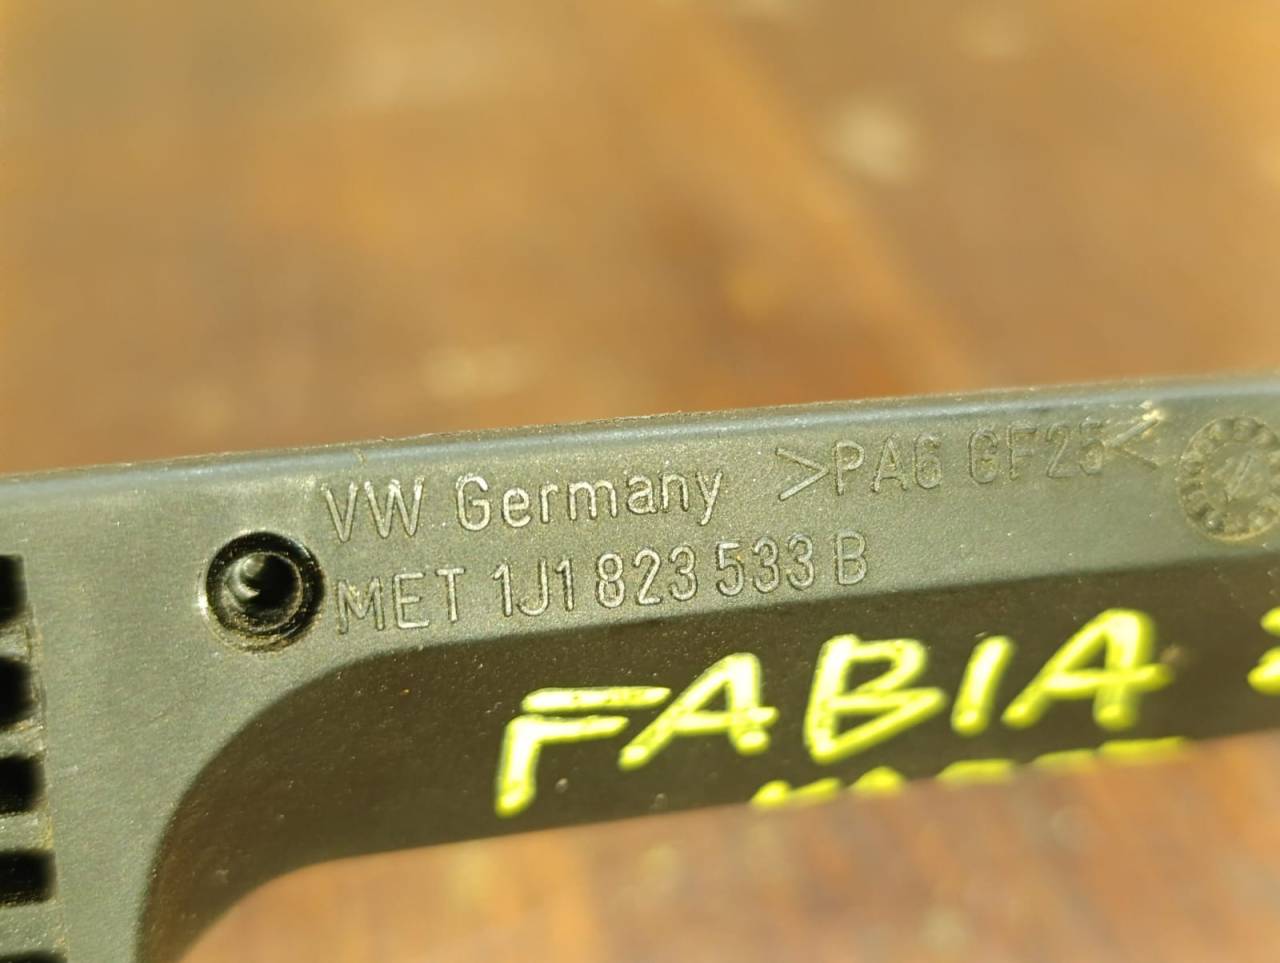 VW Germany >PA6 GF25<
MET 1J1 823 533 B
FABIA